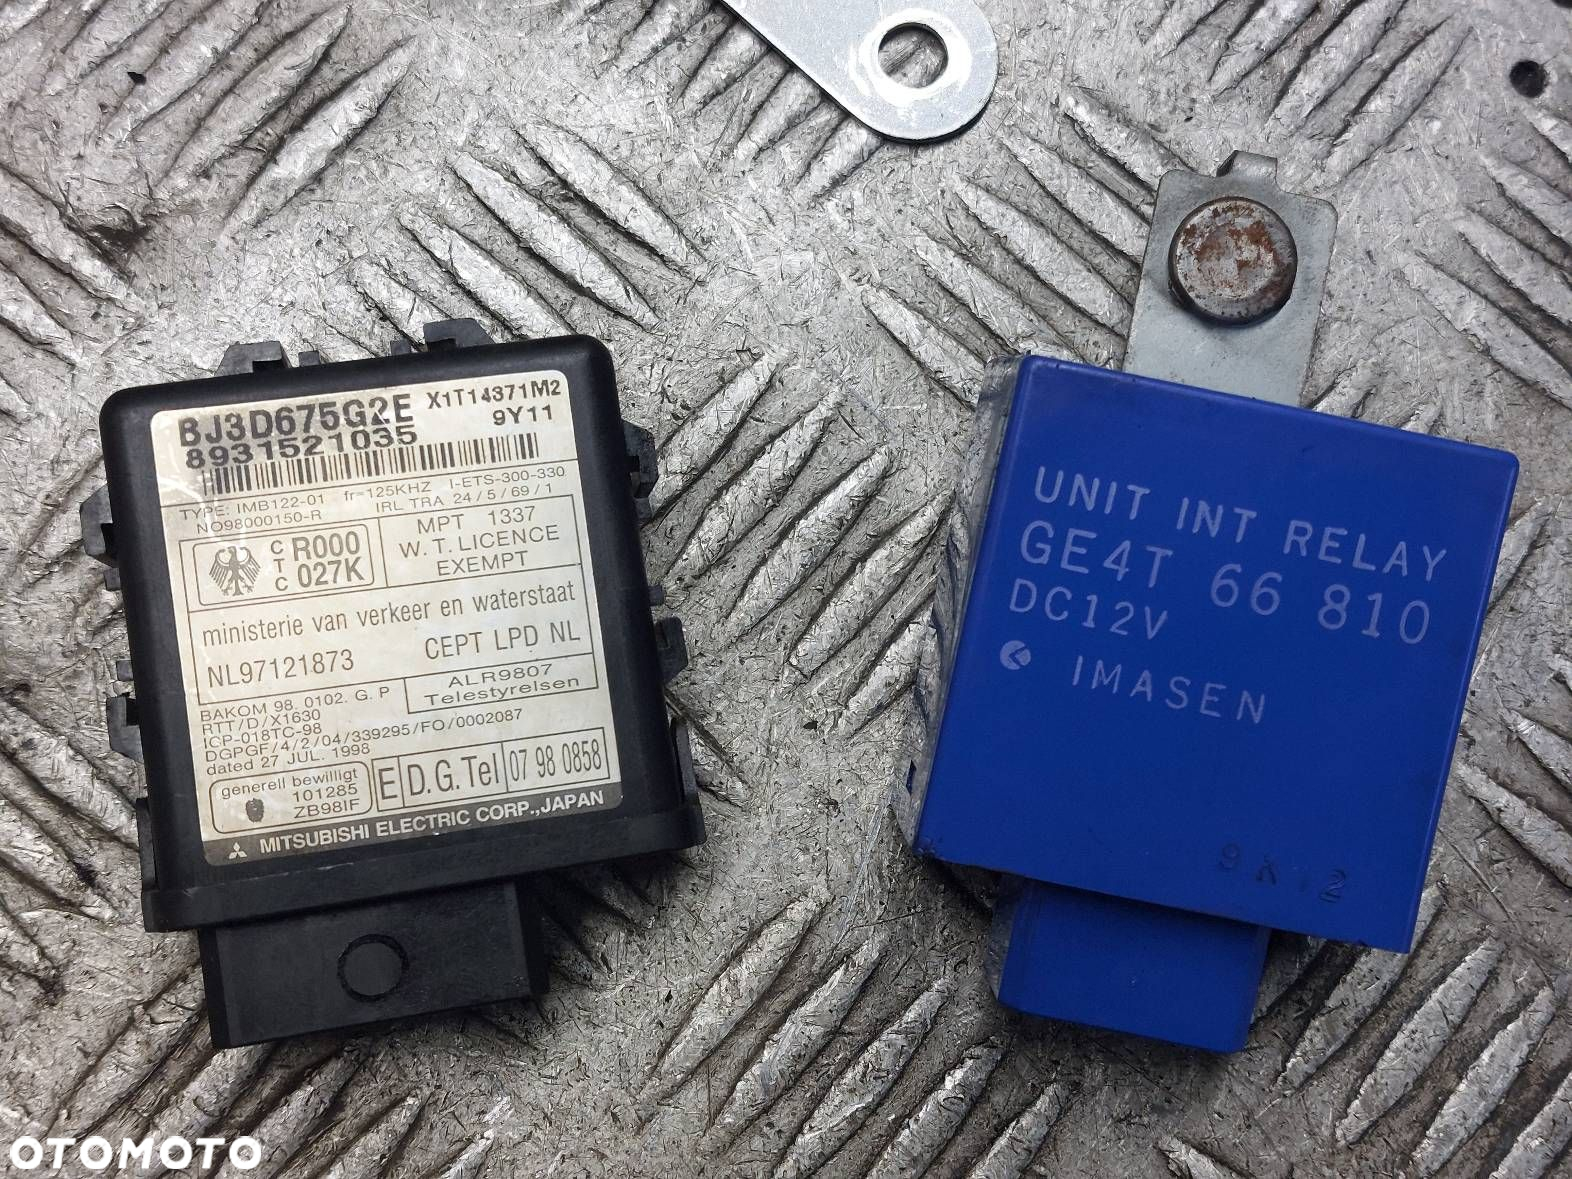 BJ3D675G2E X1T14371M2
8931521035 9Y11
TYPE: IMB122-01 fr=125KHZ I-ETS-300-330
NO98000150-R IRL TRA 24/5/69/1
CTC R000 027K
MPT 1337
W.T. LICENCE
EXEMPT
ministerie van verkeer en waterstaat
NL97121873 CEPT LPD NL
BAKOM 98. 0102. G. P
RTT/D/X1630
ICP-018TC-98
DGPGF/4/2/04/339295/FO/0002087
dated 27 JUL. 1998
ALR9807
Telestyrelsen
generell bewilligt
101285
ZB98IF
E D.G.Tel 07 98 0858
MITSUBISHI ELECTRIC CORP.,JAPAN
UNIT INT RELAY
GE4T 66 810
DC12V
IMASEN
9K.2
OTOMOTO